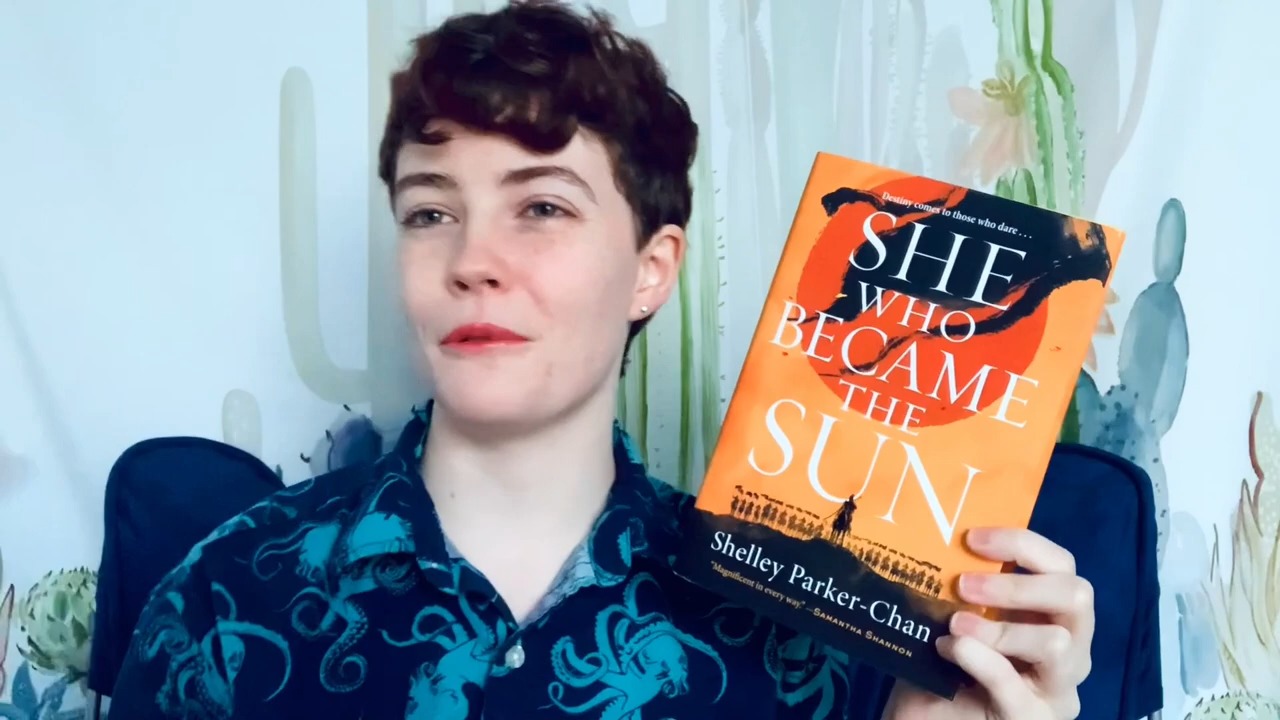 Destiny comes to those who dare...
SHE
WHO
BECAME
THE
SUN
Shelley Parker-Chan
"Magnificent in every way." —SAMANTHA SHANNON